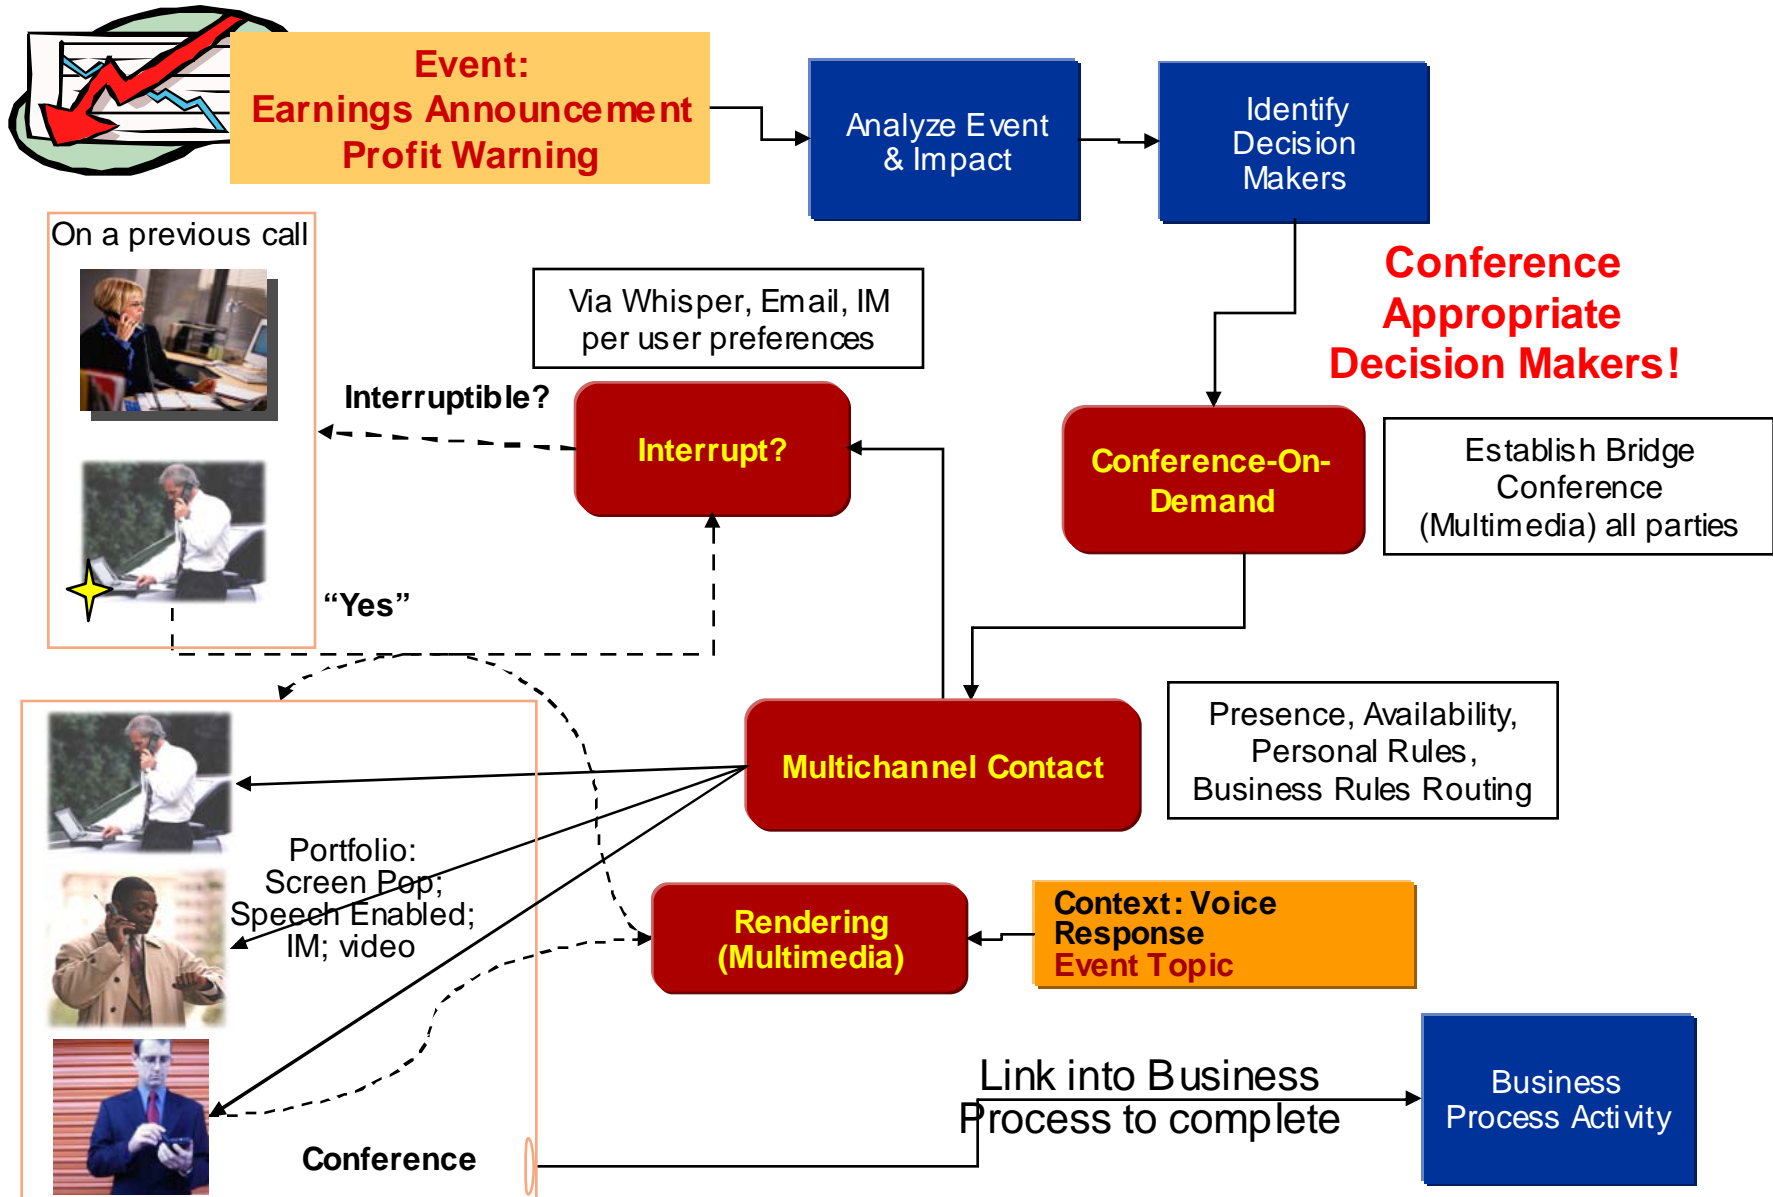 Event:
Earnings Announcement
Profit Warning
Analyze Event
& Impact
Identify
Decision
Makers
On a previous call
Via Whisper, Email, IM
per user preferences
Conference
Appropriate
Decision Makers!
Interruptible?
Interrupt?
Conference-On-
Demand
Establish Bridge
Conference
(Multimedia) all parties
“Yes”
Multichannel Contact
Presence, Availability,
Personal Rules,
Business Rules Routing
Portfolio:
Screen Pop;
Speech Enabled;
IM; video
Rendering
(Multimedia)
Context: Voice
Response
Event Topic
Link into Business
Process to complete
Business
Process Activity
Conference